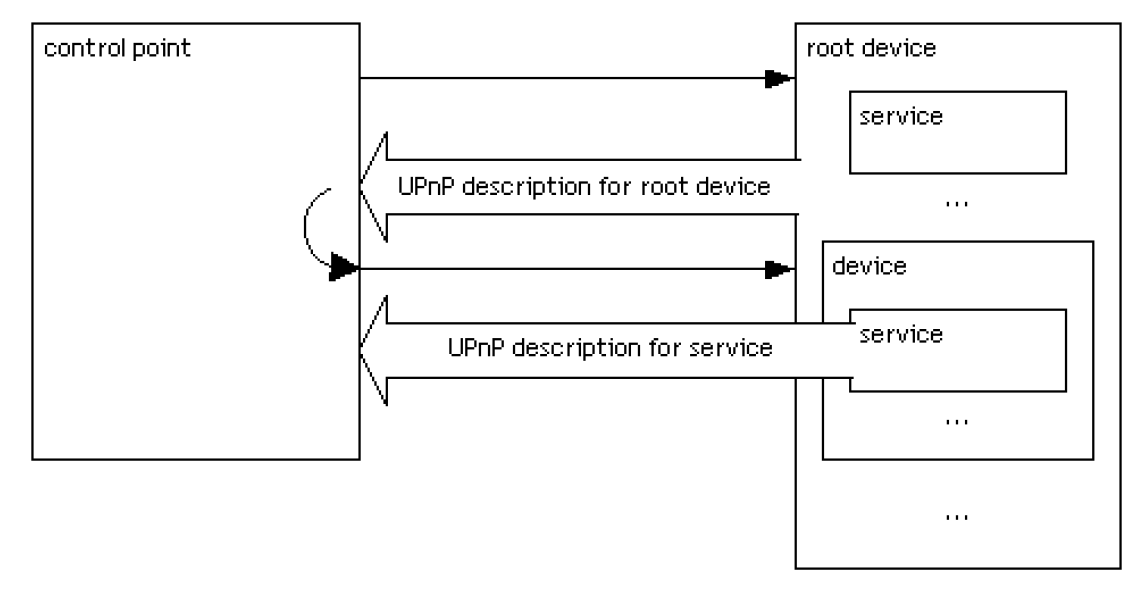 control point
root device
service
UPnP description for root device
...
device
service
UPnP description for service
...
...